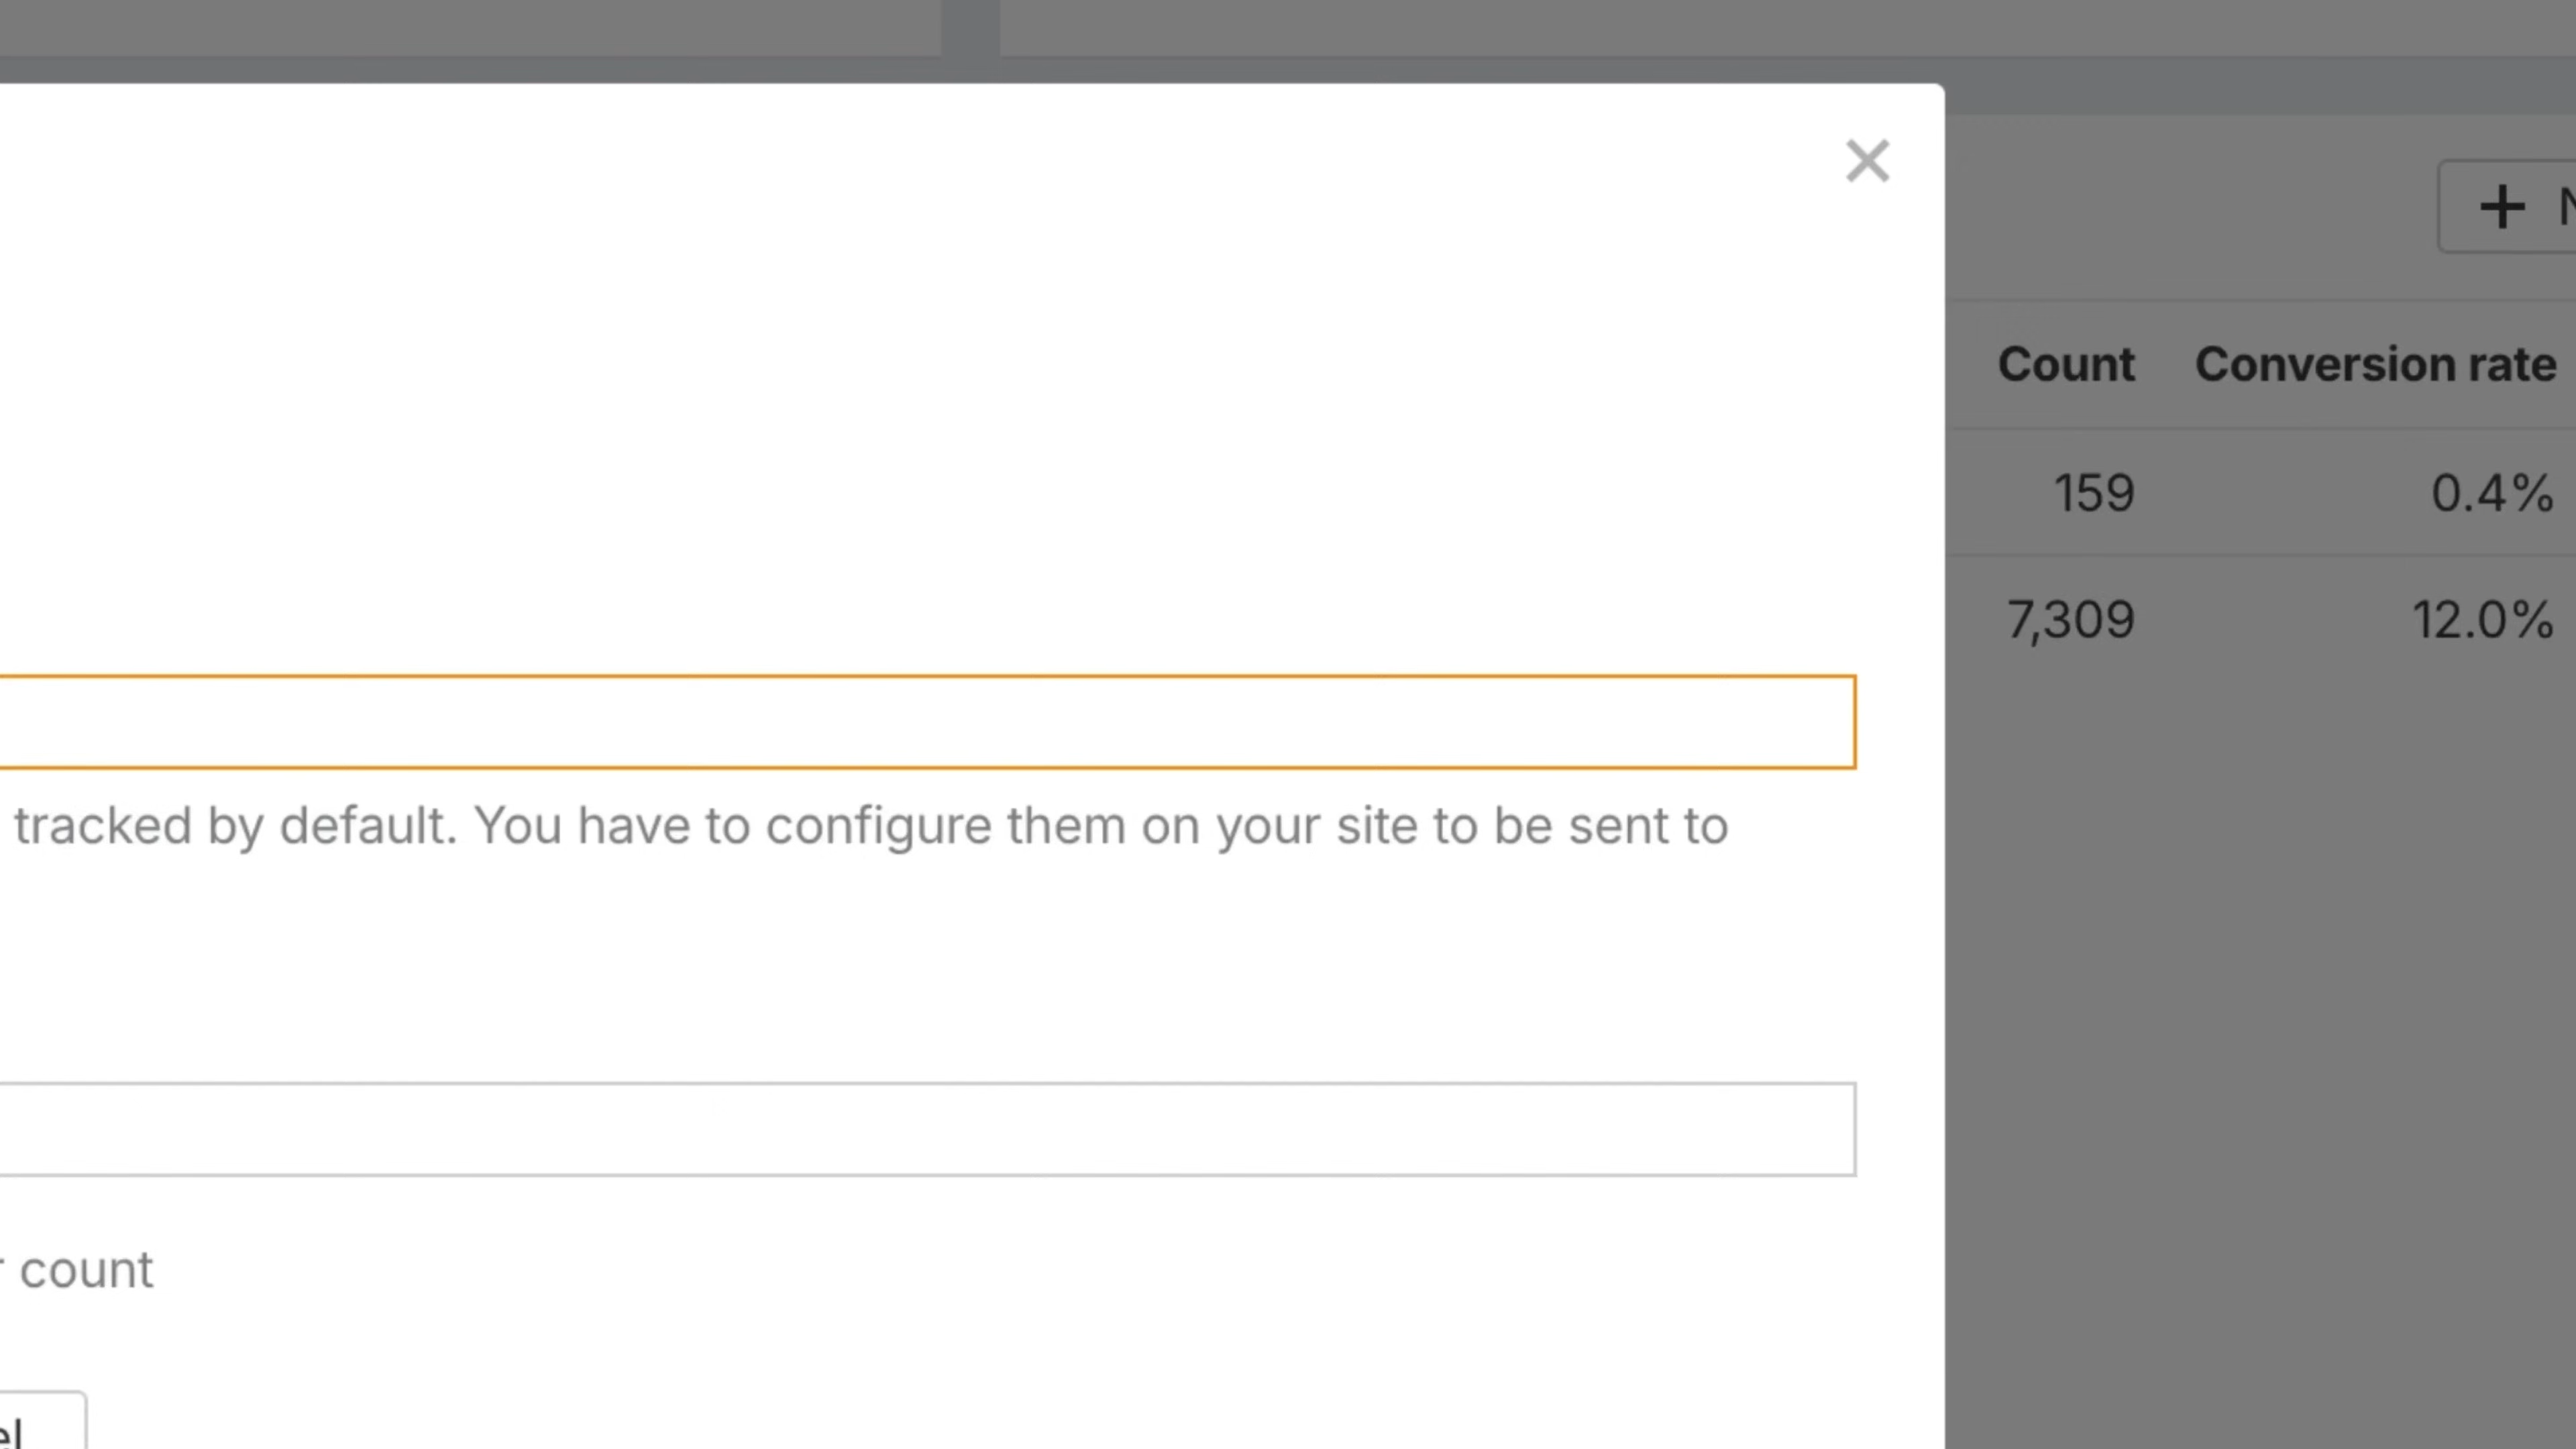 Count Conversion rate
159 0.4%
7,309 12.0%
tracked by default. You have to configure them on your site to be sent to
count